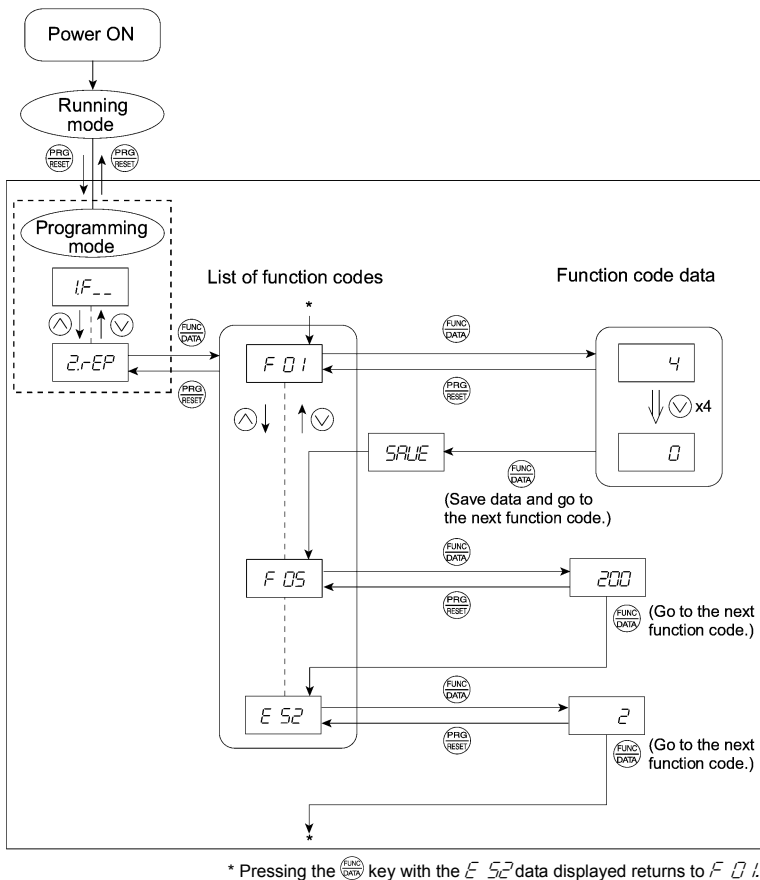 Power ON
Running
mode
PRG
RESET
PRG
RESET
Programming
mode
1.F__
2.rEP
FUNC
DATA
PRG
RESET
List of function codes
*
F 01
FUNC
DATA
PRG
RESET
Function code data
4
x4
0
SAVE
FUNC
DATA
(Save data and go to
the next function code.)
F 05
FUNC
DATA
PRG
RESET
200
FUNC
DATA
(Go to the next
function code.)
E 52
FUNC
DATA
PRG
RESET
2
FUNC
DATA
(Go to the next
function code.)
*
* Pressing the FUNC DATA key with the E 52 data displayed returns to F 01.